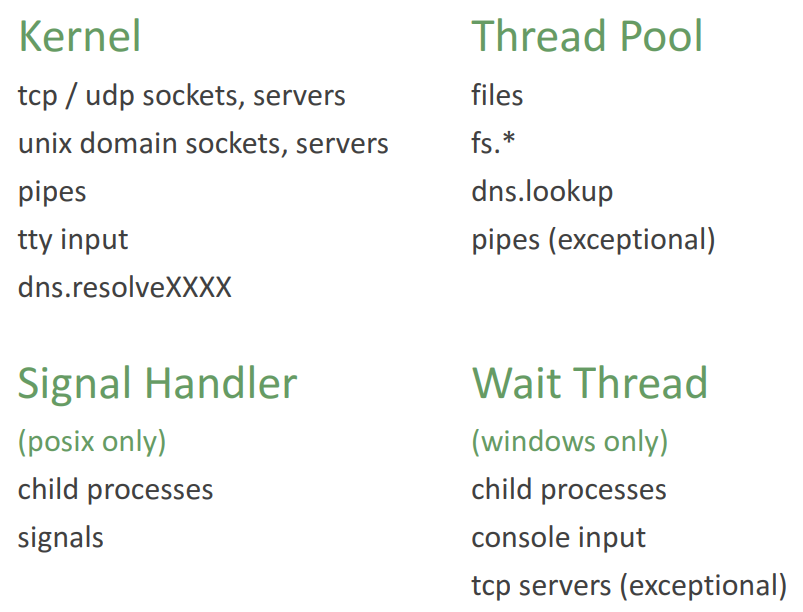 Kernel
tcp / udp sockets, servers
unix domain sockets, servers
pipes
tty input
dns.resolveXXXX
Thread Pool
files
fs.*
dns.lookup
pipes (exceptional)
Signal Handler
(posix only)
child processes
signals
Wait Thread
(windows only)
child processes
console input
tcp servers (exceptional)